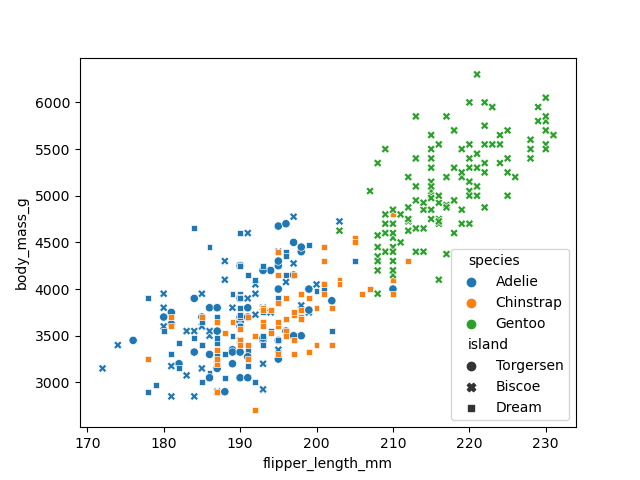 6000
5500
5000
4500
4000
3500
3000
body_mass_g
170 180 190 200 210 220 230
flipper_length_mm
species
Adelie
Chinstrap
Gentoo
island
Torgersen
Biscoe
Dream